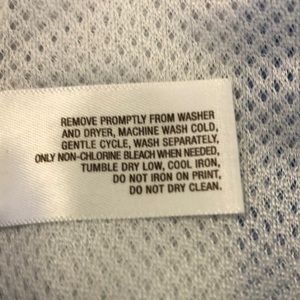 REMOVE PROMPTLY FROM WASHER
AND DRYER, MACHINE WASH COLD,
GENTLE CYCLE, WASH SEPARATELY,
ONLY NON-CHLORINE BLEACH WHEN NEEDED,
TUMBLE DRY LOW, COOL IRON,
DO NOT IRON ON PRINT,
DO NOT DRY CLEAN.